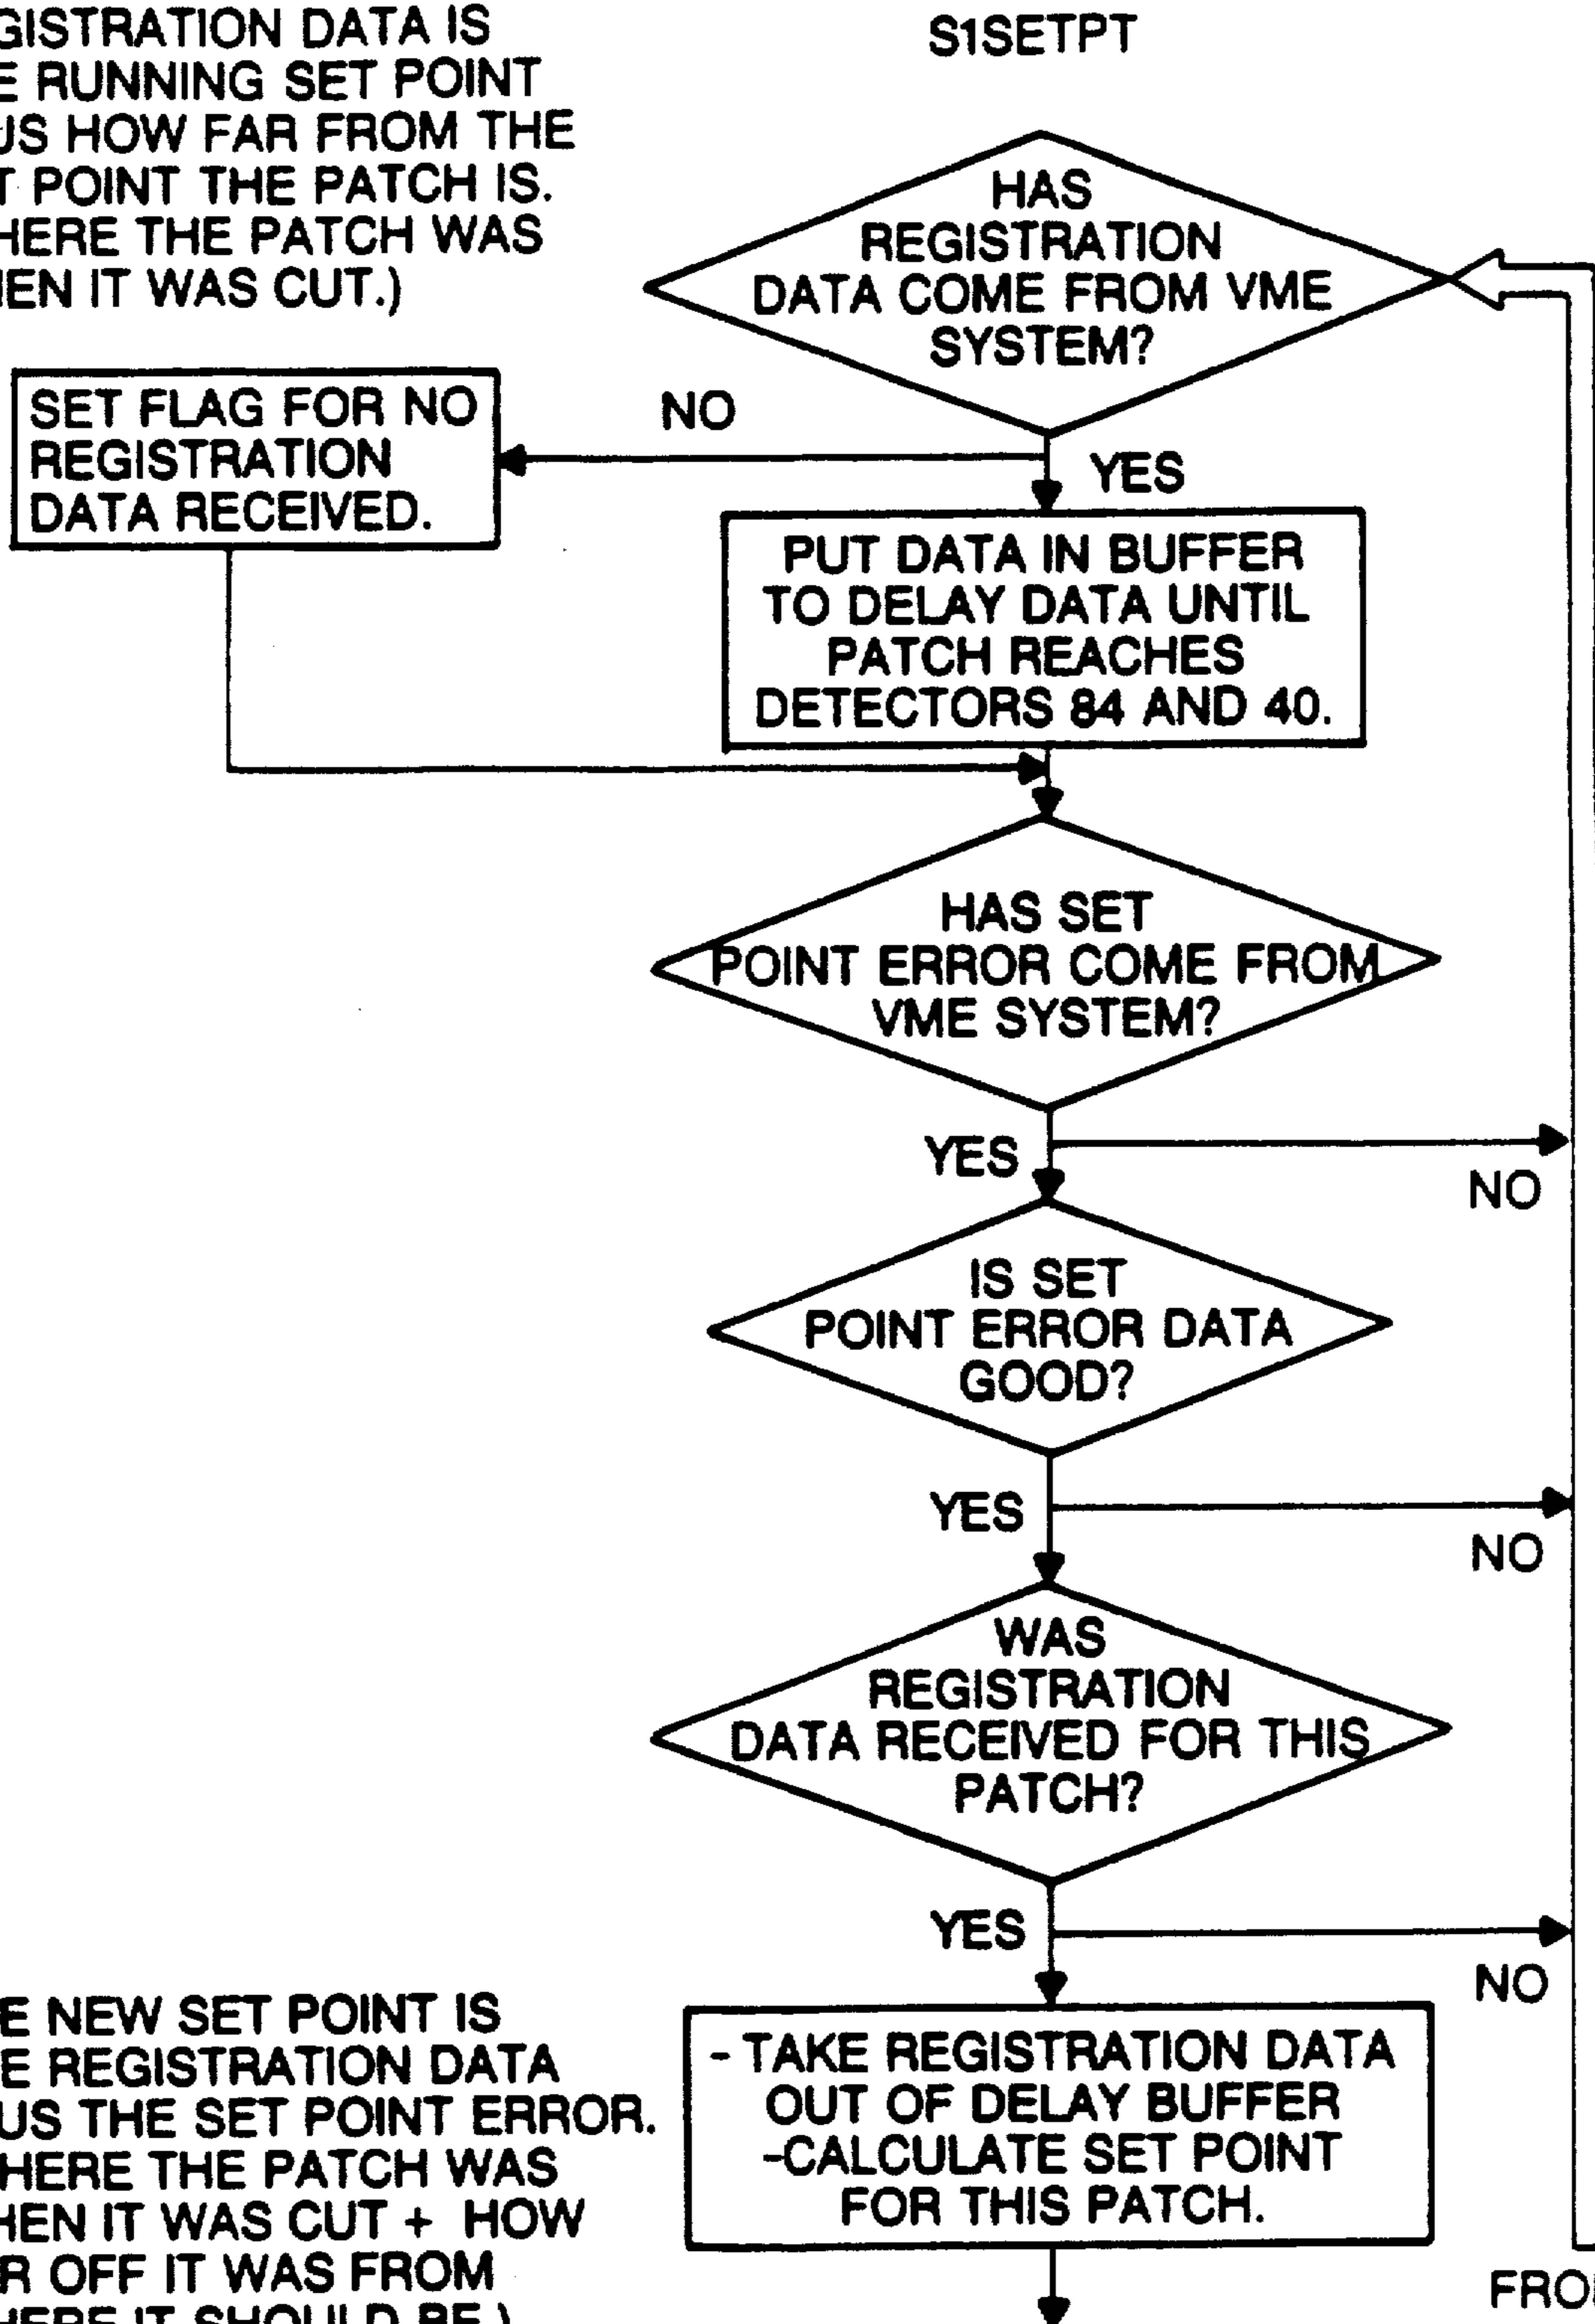 GISTRATION DATA IS
E RUNNING SET POINT
US HOW FAR FROM THE
T POINT THE PATCH IS.
HERE THE PATCH WAS
HEN IT WAS CUT.)
S1SETPT
HAS
REGISTRATION
DATA COME FROM VME
SYSTEM?
NO
YES
SET FLAG FOR NO
REGISTRATION
DATA RECEIVED.
PUT DATA IN BUFFER
TO DELAY DATA UNTIL
PATCH REACHES
DETECTORS 84 AND 40.
HAS SET
POINT ERROR COME FROM
VME SYSTEM?
YES
NO
IS SET
POINT ERROR DATA
GOOD?
YES
NO
WAS
REGISTRATION
DATA RECEIVED FOR THIS
PATCH?
YES
NO
E NEW SET POINT IS
E REGISTRATION DATA
US THE SET POINT ERROR.
HERE THE PATCH WAS
HEN IT WAS CUT + HOW
R OFF IT WAS FROM
HERE IT SHOULD BE.)
- TAKE REGISTRATION DATA
OUT OF DELAY BUFFER
-CALCULATE SET POINT
FOR THIS PATCH.
FRO